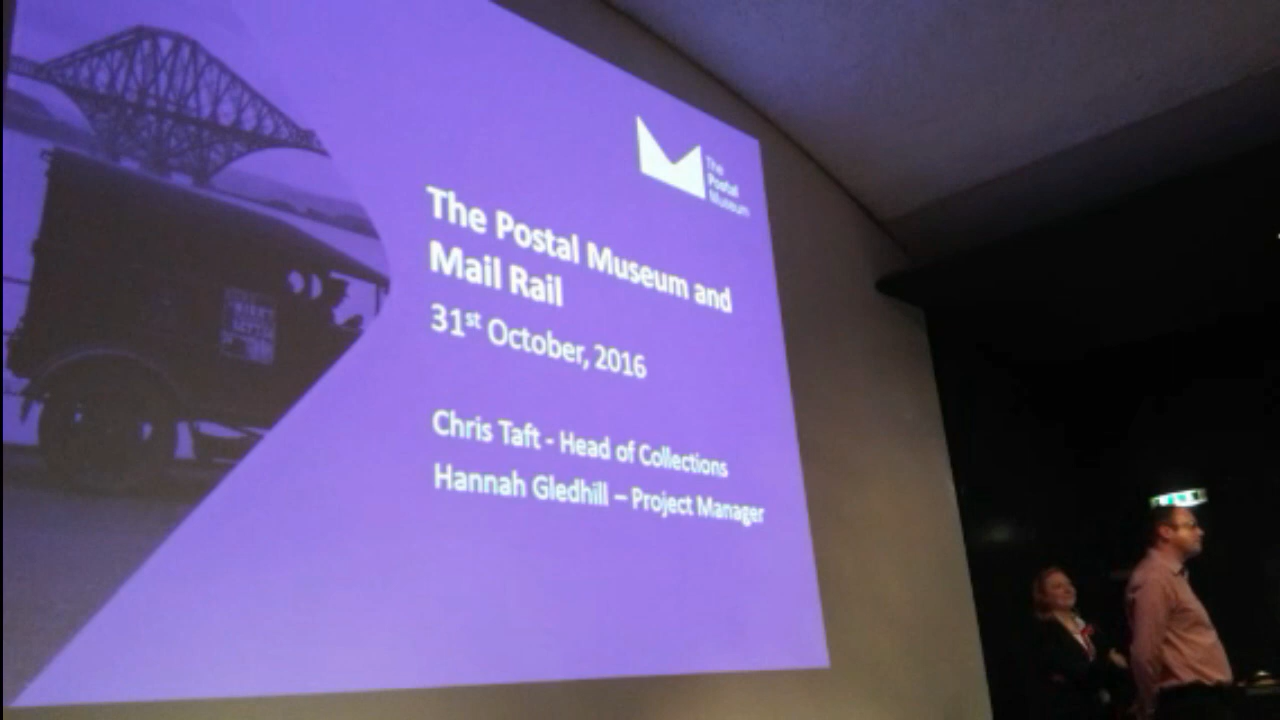 The
Postal
Museum
The Postal Museum and
Mail Rail
31st October, 2016
Chris Taft - Head of Collections
Hannah Gledhill – Project Manager